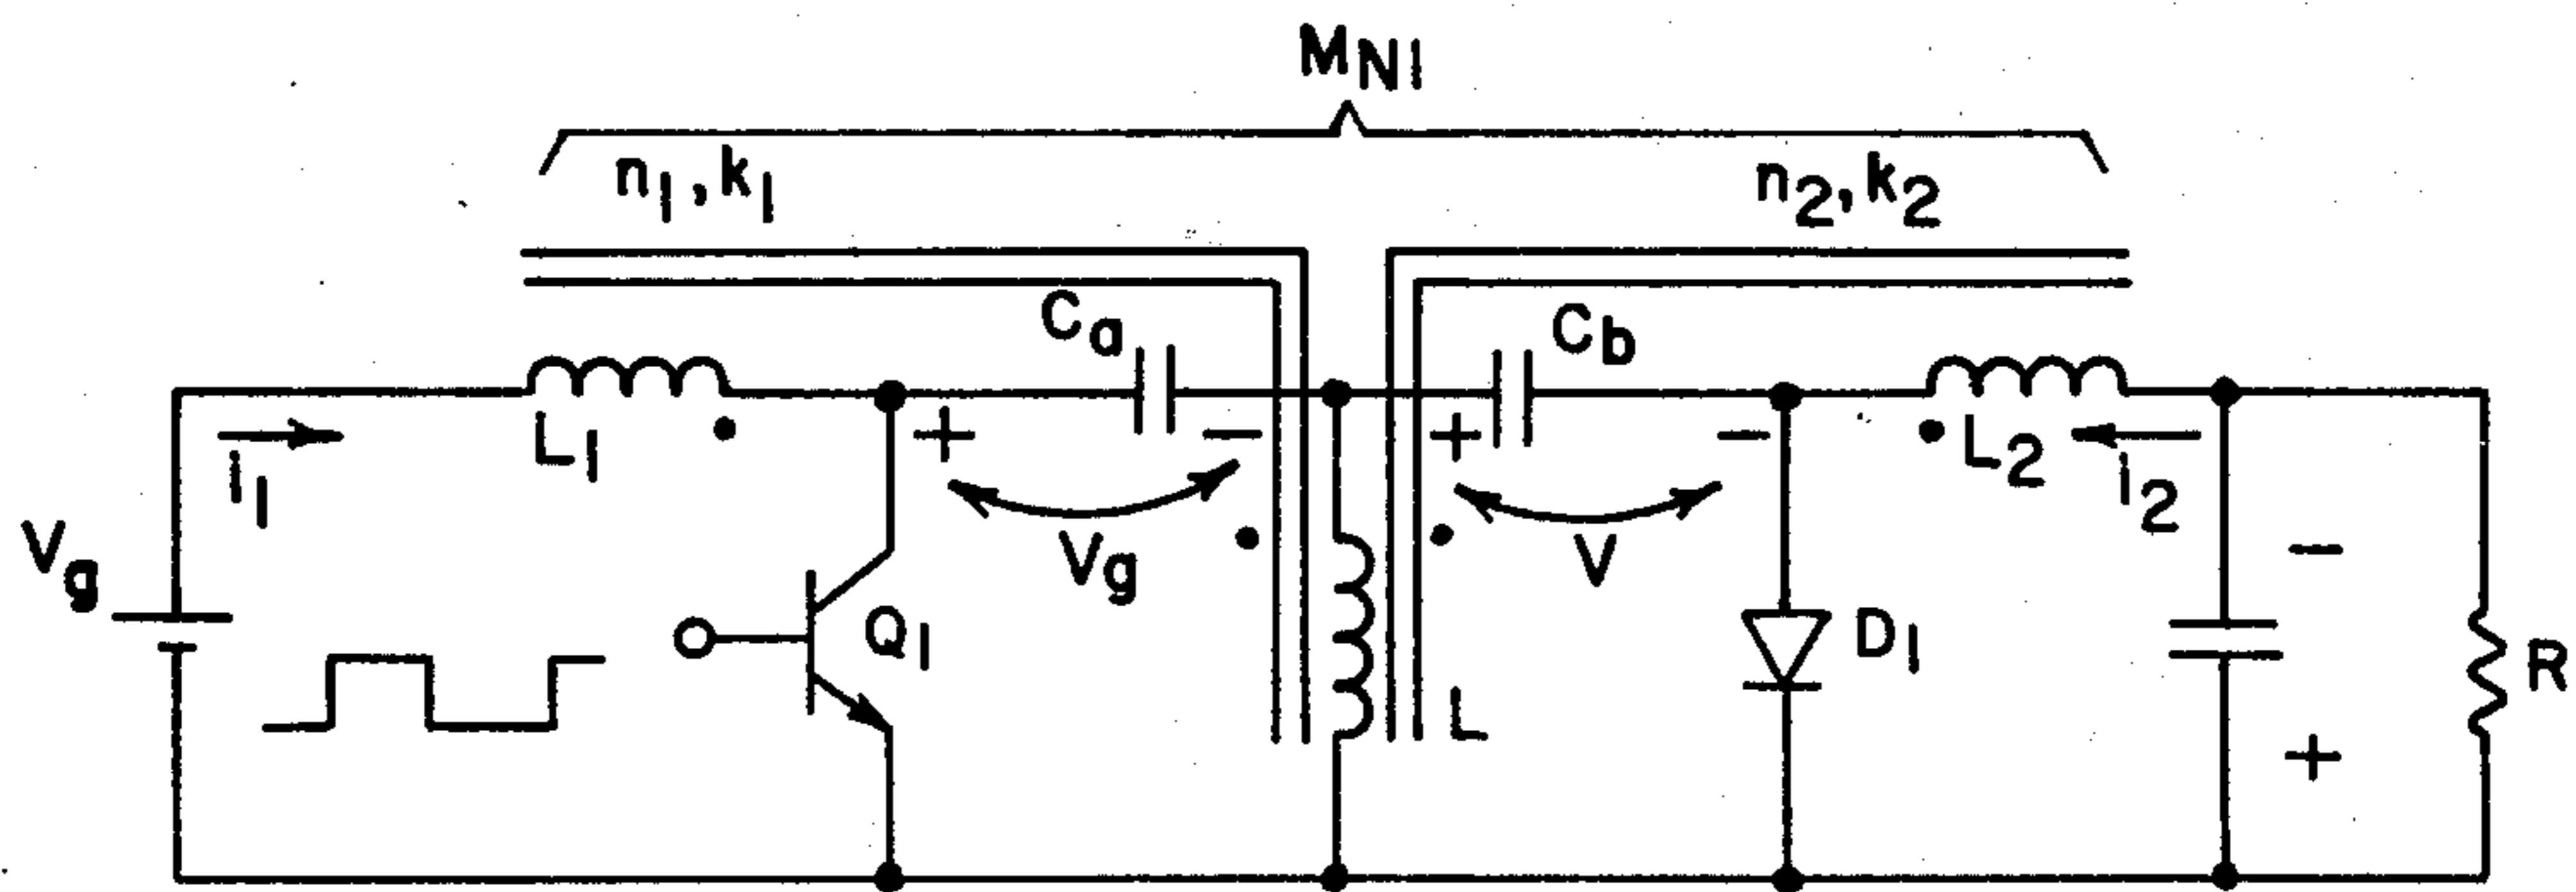 MN1
n1, k1
n2, k2
Ca
Cb
L1
+
−
+
−
L2
i1
i2
Vg
V
Vg
Q1
D1
−
L
R
+